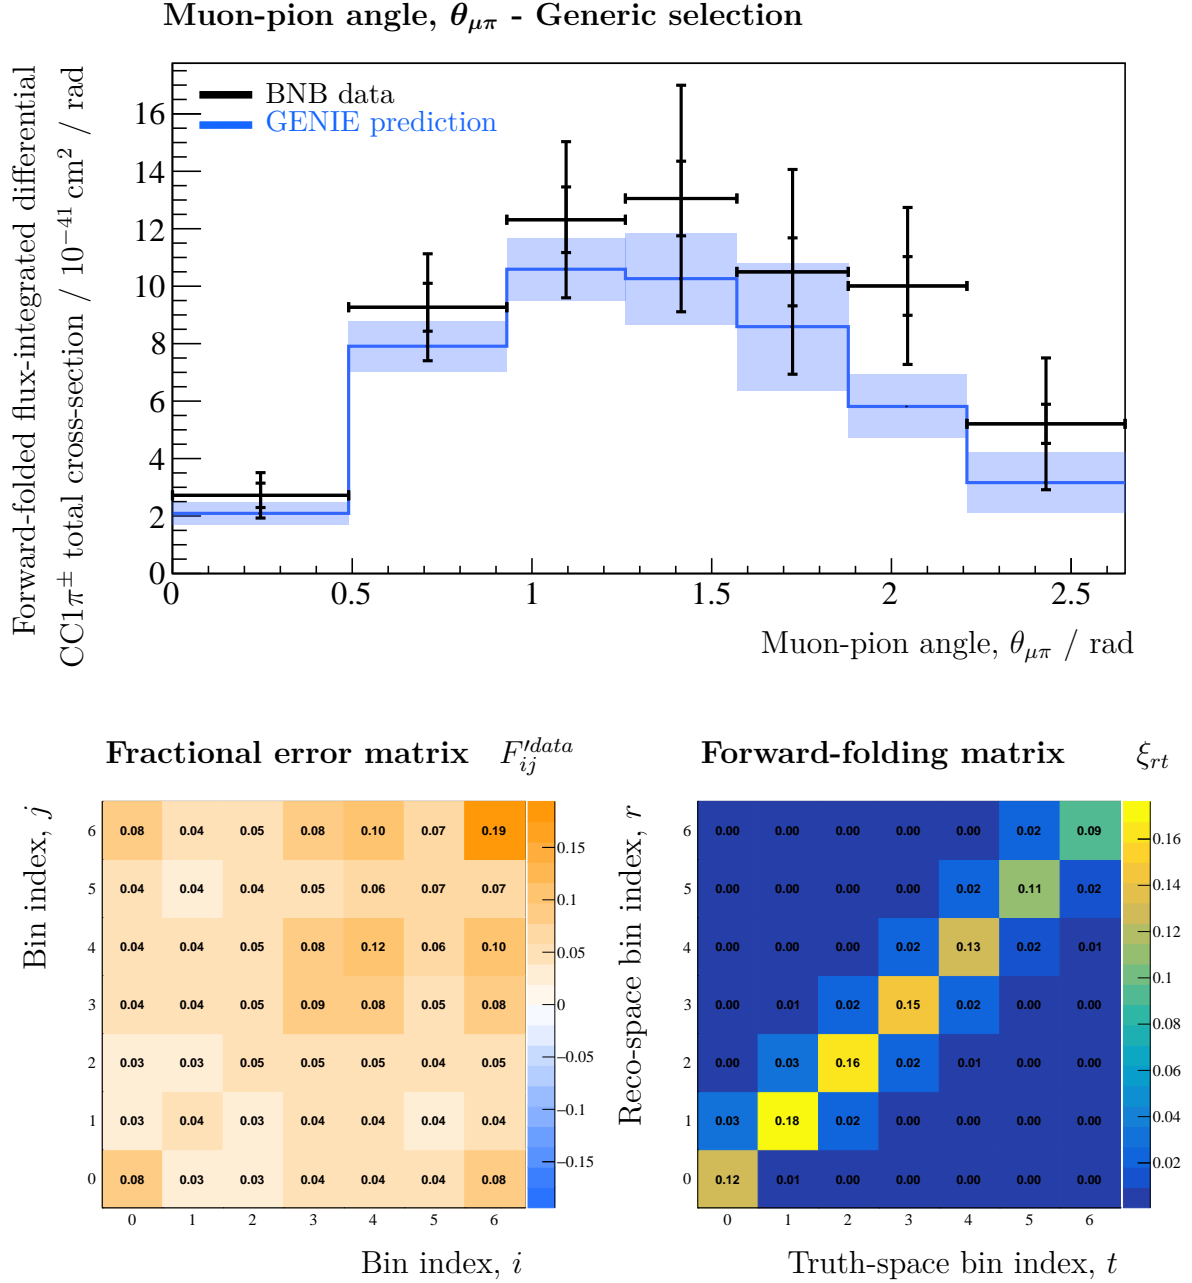 Muon-pion angle, θμπ - Generic selection
Forward-folded flux-integrated differential
CC1π± total cross-section / 10−41 cm2 / rad
BNB data
GENIE prediction
16
14
12
10
8
6
4
2
0
0 0.5 1 1.5 2 2.5
Muon-pion angle, θμπ / rad
Fractional error matrix F′dataij
Bin index, j
6 0.08 0.04 0.05 0.08 0.10 0.07 0.19
5 0.04 0.03 0.04 0.05 0.06 0.07 0.07
4 0.04 0.04 0.05 0.08 0.12 0.06 0.10
3 0.04 0.04 0.05 0.09 0.08 0.05 0.08
2 0.03 0.03 0.05 0.05 0.05 0.04 0.05
1 0.03 0.04 0.03 0.04 0.04 0.03 0.04
0 0.08 0.03 0.03 0.04 0.04 0.04 0.08
0 1 2 3 4 5 6
Bin index, i
0.15
0.1
0.05
0
−0.05
−0.1
−0.15
Forward-folding matrix ξrt
Reco-space bin index, r
6 0.00 0.00 0.00 0.00 0.00 0.02 0.09
5 0.00 0.00 0.00 0.00 0.02 0.11 0.02
4 0.00 0.00 0.00 0.02 0.13 0.02 0.01
3 0.00 0.01 0.02 0.15 0.02 0.00 0.00
2 0.00 0.03 0.16 0.02 0.01 0.00 0.00
1 0.03 0.18 0.02 0.00 0.00 0.00 0.00
0 0.12 0.01 0.00 0.00 0.00 0.00 0.00
0 1 2 3 4 5 6
Truth-space bin index, t
0.16
0.14
0.12
0.1
0.08
0.06
0.04
0.02